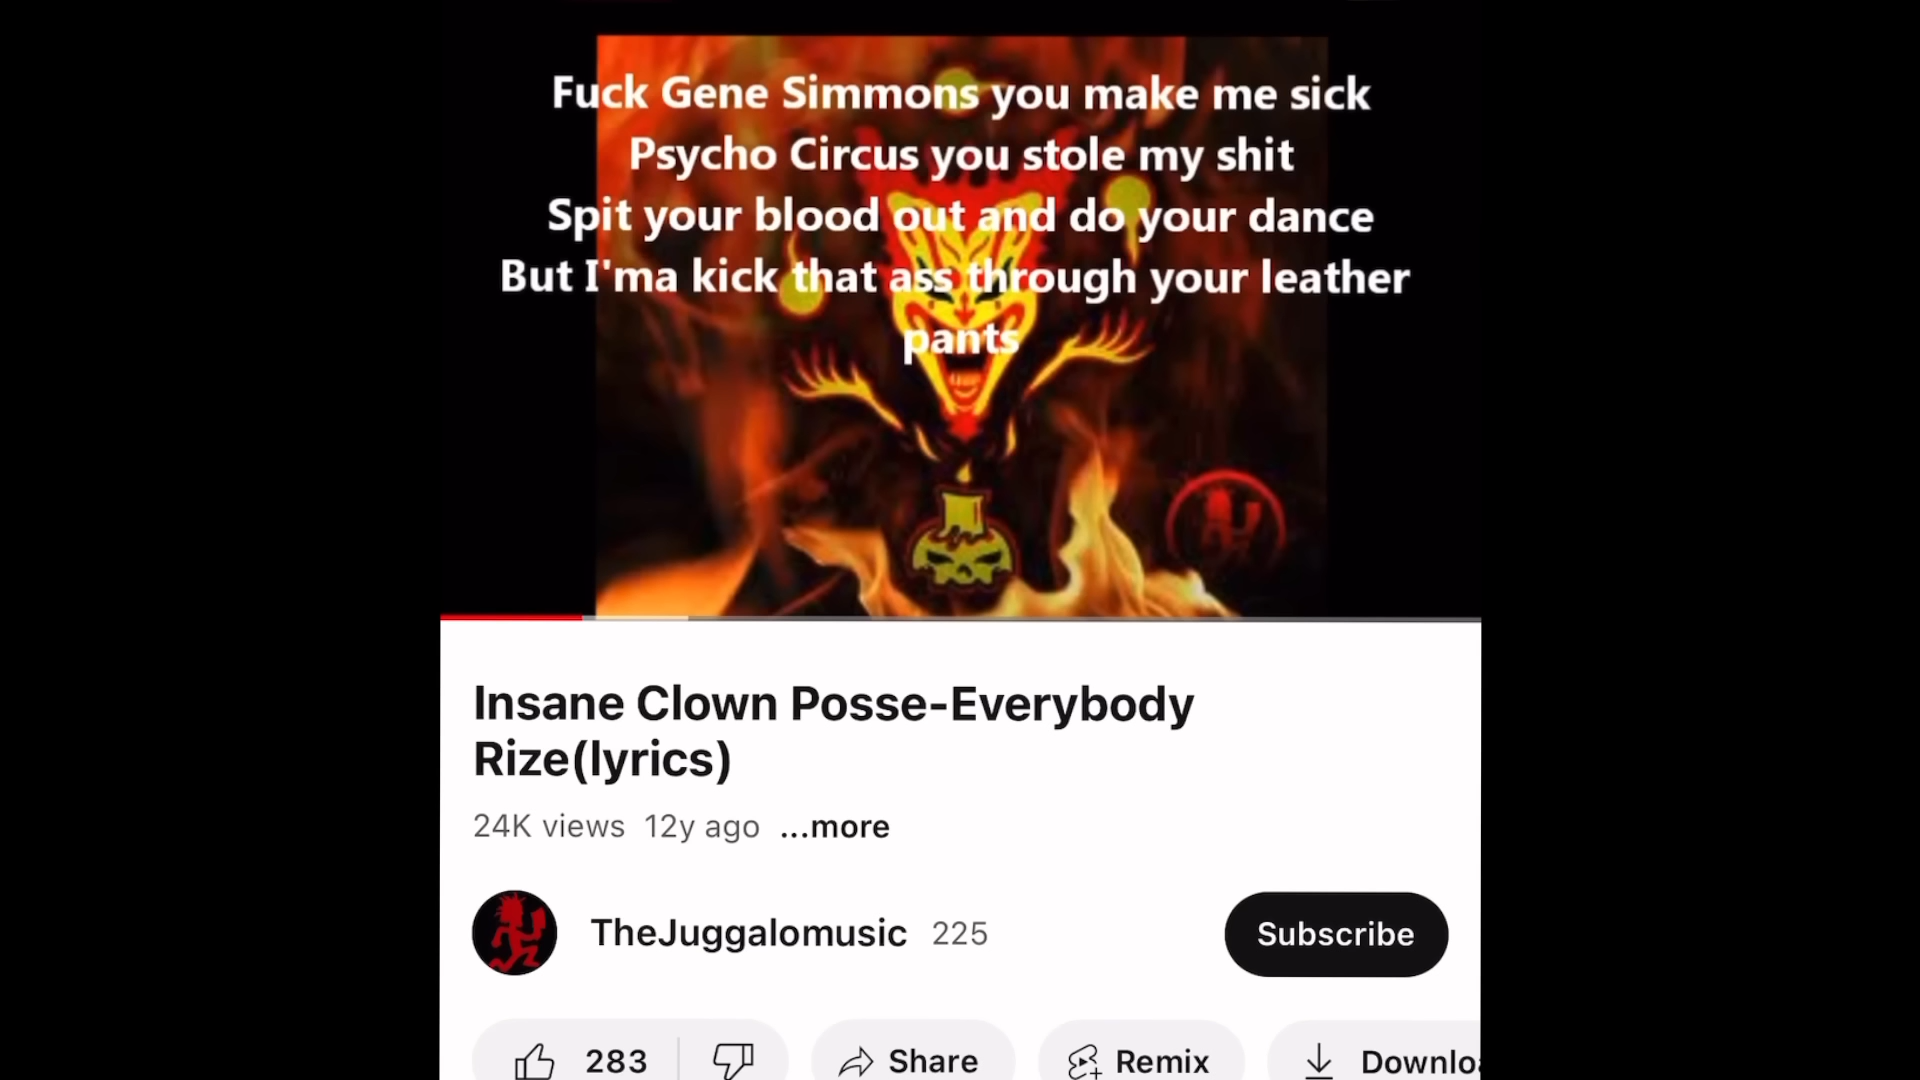 Fuck Gene Simmons you make me sick
Psycho Circus you stole my shit
Spit your blood out and do your dance
But I'ma kick that ass through your leather
pants
Insane Clown Posse-Everybody
Rize(lyrics)
24K views 12y ago ...more
TheJuggalomusic 225
Subscribe
283
Share
Remix
Downloa